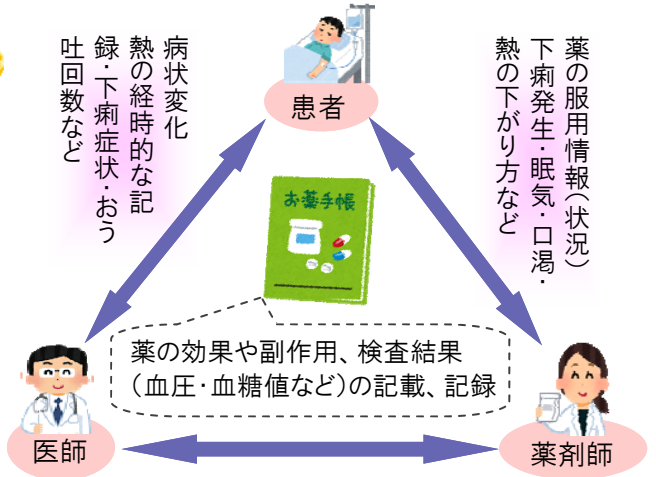 病状変化
熱の経時的な記
録・下痢症状・おう
吐回数など
患者
薬の服用情報(状況)
下痢発生・眠気・口渇・
熱の下がり方など
お薬手帳
薬の効果や副作用、検査結果
(血圧・血糖値など)の記載、記録
医師
薬剤師